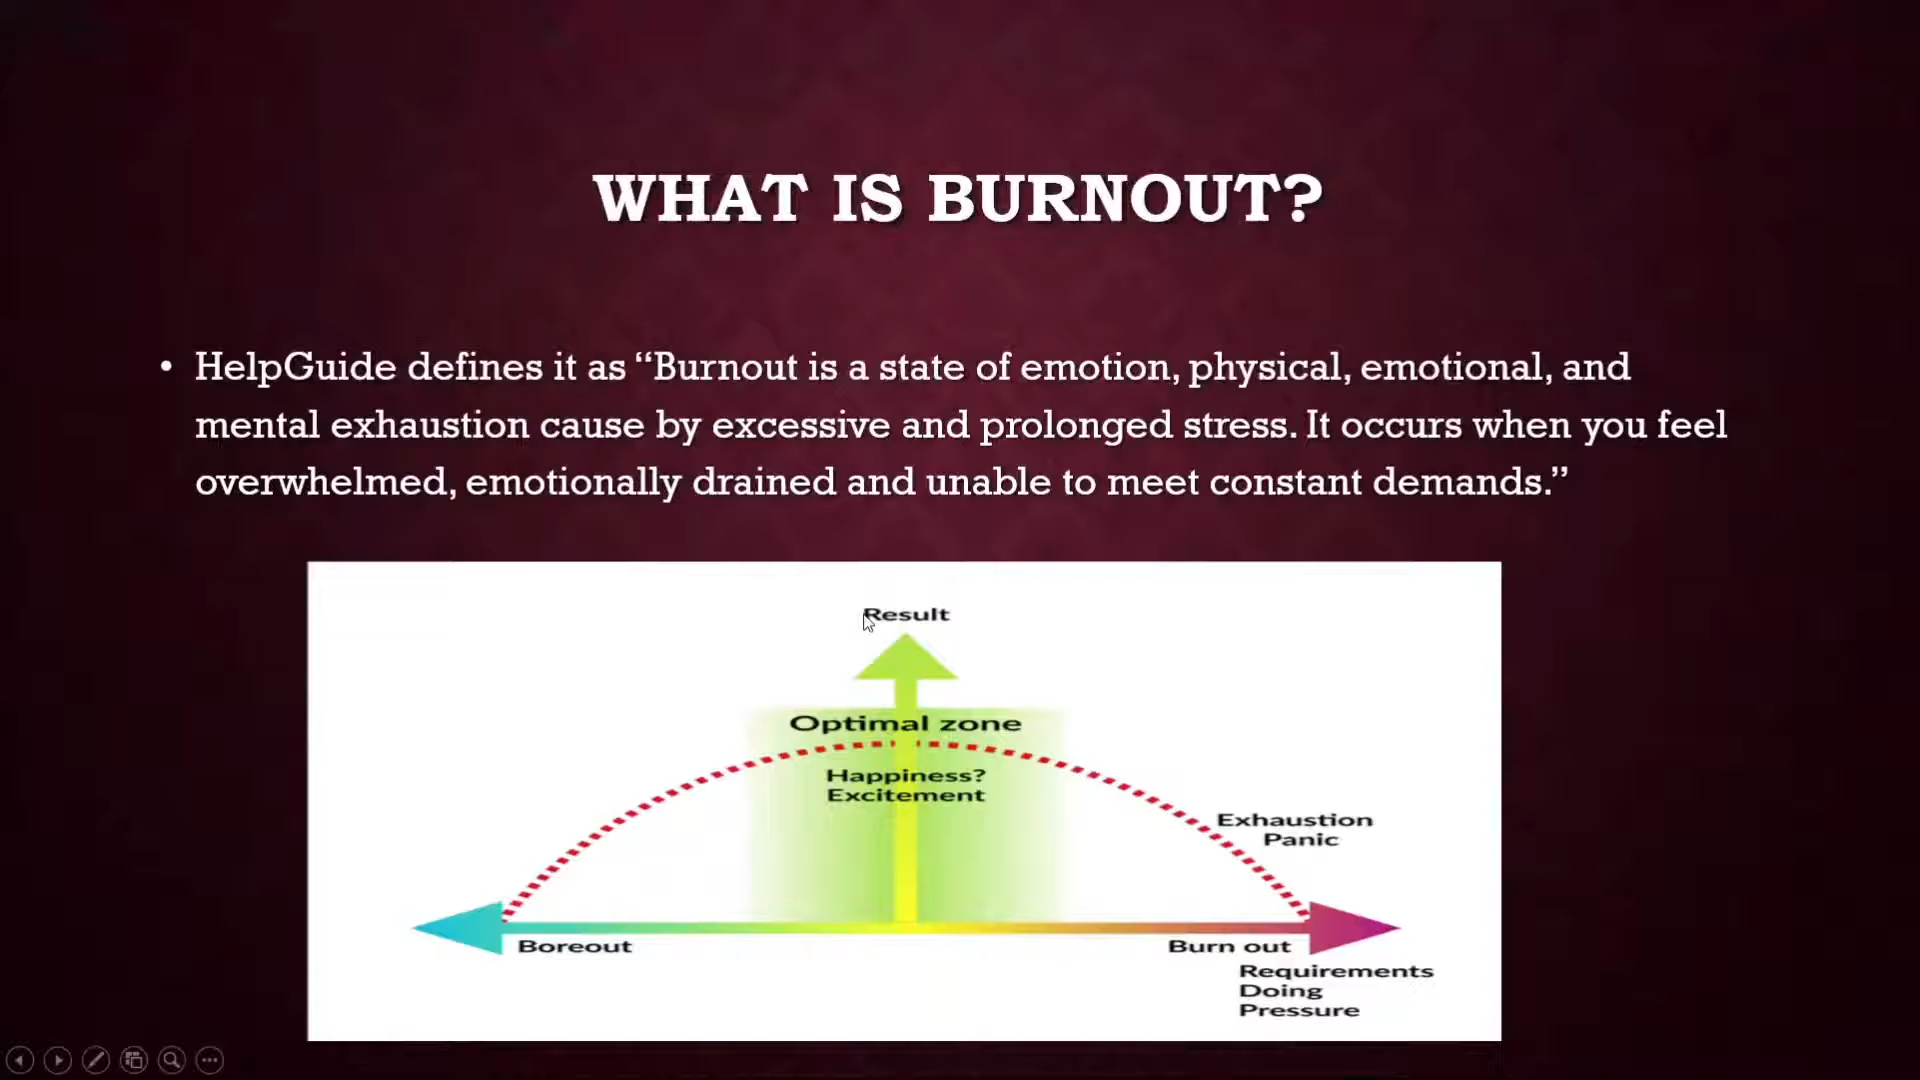 WHAT IS BURNOUT?
• HelpGuide defines it as “Burnout is a state of emotion, physical, emotional, and
mental exhaustion cause by excessive and prolonged stress. It occurs when you feel
overwhelmed, emotionally drained and unable to meet constant demands.”
Result
Optimal zone
Happiness?
Excitement
Exhaustion
Panic
Boreout
Burn out
Requirements
Doing
Pressure